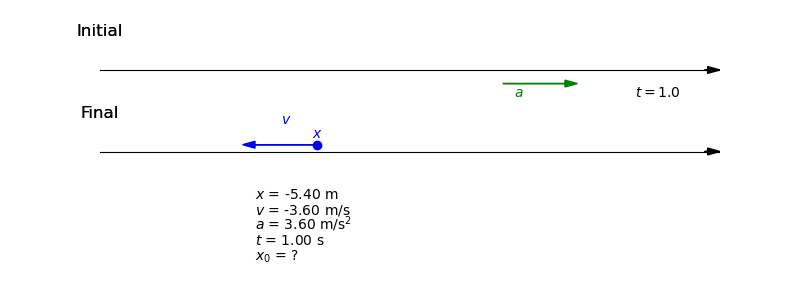 Initial
a
t = 1.0
Final
v
x
x = -5.40 m
v = -3.60 m/s
a = 3.60 m/s²
t = 1.00 s
x₀ = ?